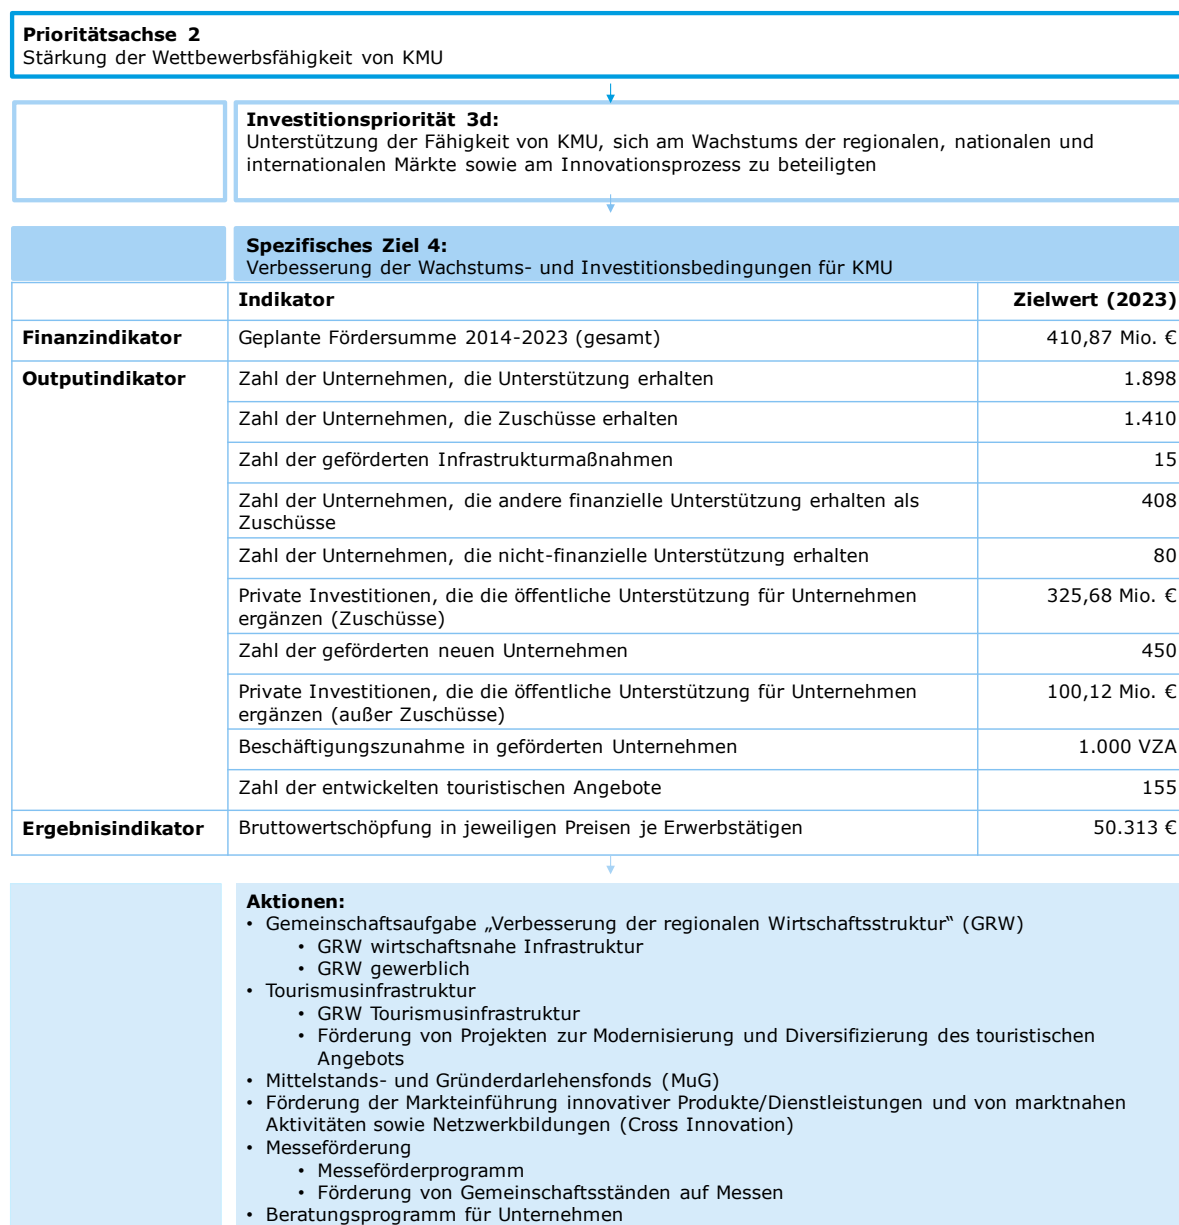 Prioritätsachse 2
Stärkung der Wettbewerbsfähigkeit von KMU
Investitionspriorität 3d:
Unterstützung der Fähigkeit von KMU, sich am Wachstums der regionalen, nationalen und
internationalen Märkte sowie am Innovationsprozess zu beteiligten
Spezifisches Ziel 4:
Verbesserung der Wachstums- und Investitionsbedingungen für KMU
Indikator Zielwert (2023)
Finanzindikator Geplante Fördersumme 2014-2023 (gesamt) 410,87 Mio. €
Outputindikator Zahl der Unternehmen, die Unterstützung erhalten 1.898
Zahl der Unternehmen, die Zuschüsse erhalten 1.410
Zahl der geförderten Infrastrukturmaßnahmen 15
Zahl der Unternehmen, die andere finanzielle Unterstützung erhalten als 408
Zuschüsse
Zahl der Unternehmen, die nicht-finanzielle Unterstützung erhalten 80
Private Investitionen, die die öffentliche Unterstützung für Unternehmen 325,68 Mio. €
ergänzen (Zuschüsse)
Zahl der geförderten neuen Unternehmen 450
Private Investitionen, die die öffentliche Unterstützung für Unternehmen 100,12 Mio. €
ergänzen (außer Zuschüsse)
Beschäftigungszunahme in geförderten Unternehmen 1.000 VZA
Zahl der entwickelten touristischen Angebote 155
Ergebnisindikator Bruttowertschöpfung in jeweiligen Preisen je Erwerbstätigen 50.313 €
Aktionen:
• Gemeinschaftsaufgabe „Verbesserung der regionalen Wirtschaftsstruktur“ (GRW)
• GRW wirtschaftsnahe Infrastruktur
• GRW gewerblich
• Tourismusinfrastruktur
• GRW Tourismusinfrastruktur
• Förderung von Projekten zur Modernisierung und Diversifizierung des touristischen
Angebots
• Mittelstands- und Gründerdarlehensfonds (MuG)
• Förderung der Markteinführung innovativer Produkte/Dienstleistungen und von marktnahen
Aktivitäten sowie Netzwerkbildungen (Cross Innovation)
• Messeförderung
• Messeförderprogramm
• Förderung von Gemeinschaftsständen auf Messen
• Beratungsprogramm für Unternehmen